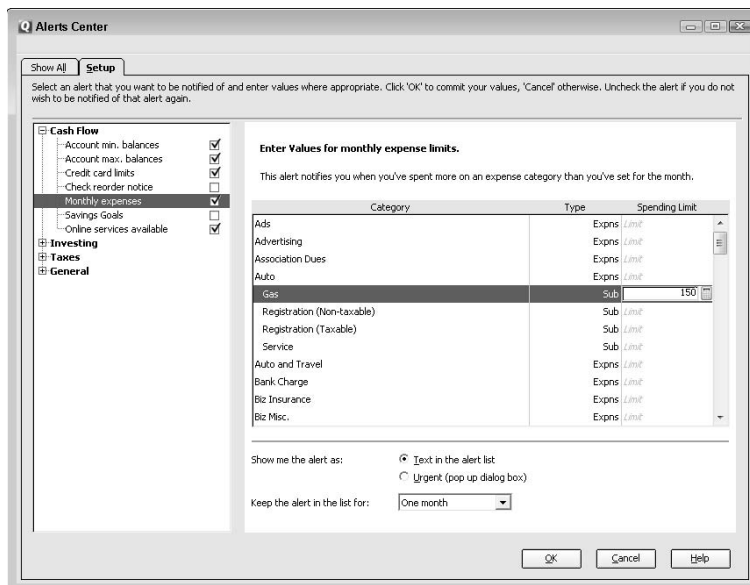 Alerts Center
Show All
Setup
Select an alert that you want to be notified of and enter values where appropriate. Click 'OK' to commit your values, 'Cancel' otherwise. Uncheck the alert if you do not
wish to be notified of that alert again.
Cash Flow
Account min. balances
Account max. balances
Credit card limits
Check reorder notice
Monthly expenses
Savings Goals
Online services available
Investing
Taxes
General
Enter Values for monthly expense limits.
This alert notifies you when you've spent more on an expense category than you've set for the month.
Category Type Spending Limit
Ads Expns Limit
Advertising Expns Limit
Association Dues Expns Limit
Auto Expns Limit
Gas Sub 150
Registration (Non-taxable) Sub Limit
Registration (Taxable) Sub Limit
Service Sub Limit
Auto and Travel Expns Limit
Bank Charge Expns Limit
Biz Insurance Expns Limit
Biz Misc. Expns Limit
Show me the alert as: Text in the alert list
Urgent (pop up dialog box)
Keep the alert in the list for: One month
OK Cancel Help